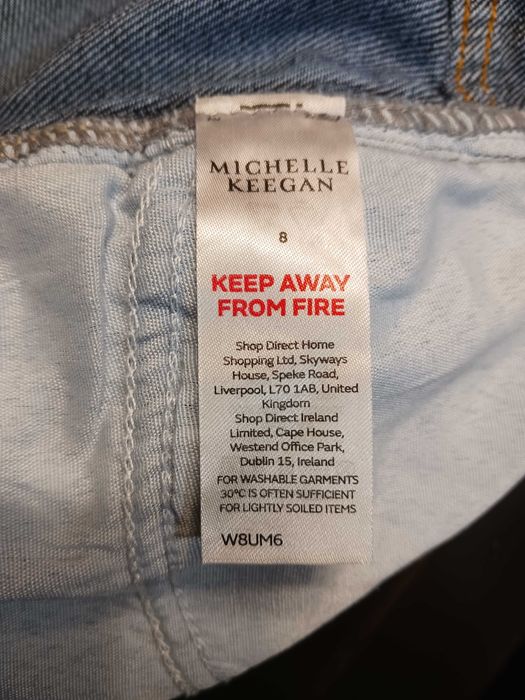 MICHELLE
KEEGAN
8
KEEP AWAY
FROM FIRE
Shop Direct Home
Shopping Ltd, Skyways
House, Speke Road,
Liverpool, L70 1AB, United
Kingdom
Shop Direct Ireland
Limited, Cape House,
Westend Office Park,
Dublin 15, Ireland
FOR WASHABLE GARMENTS
30°C IS OFTEN SUFFICIENT
FOR LIGHTLY SOILED ITEMS
W8UM6